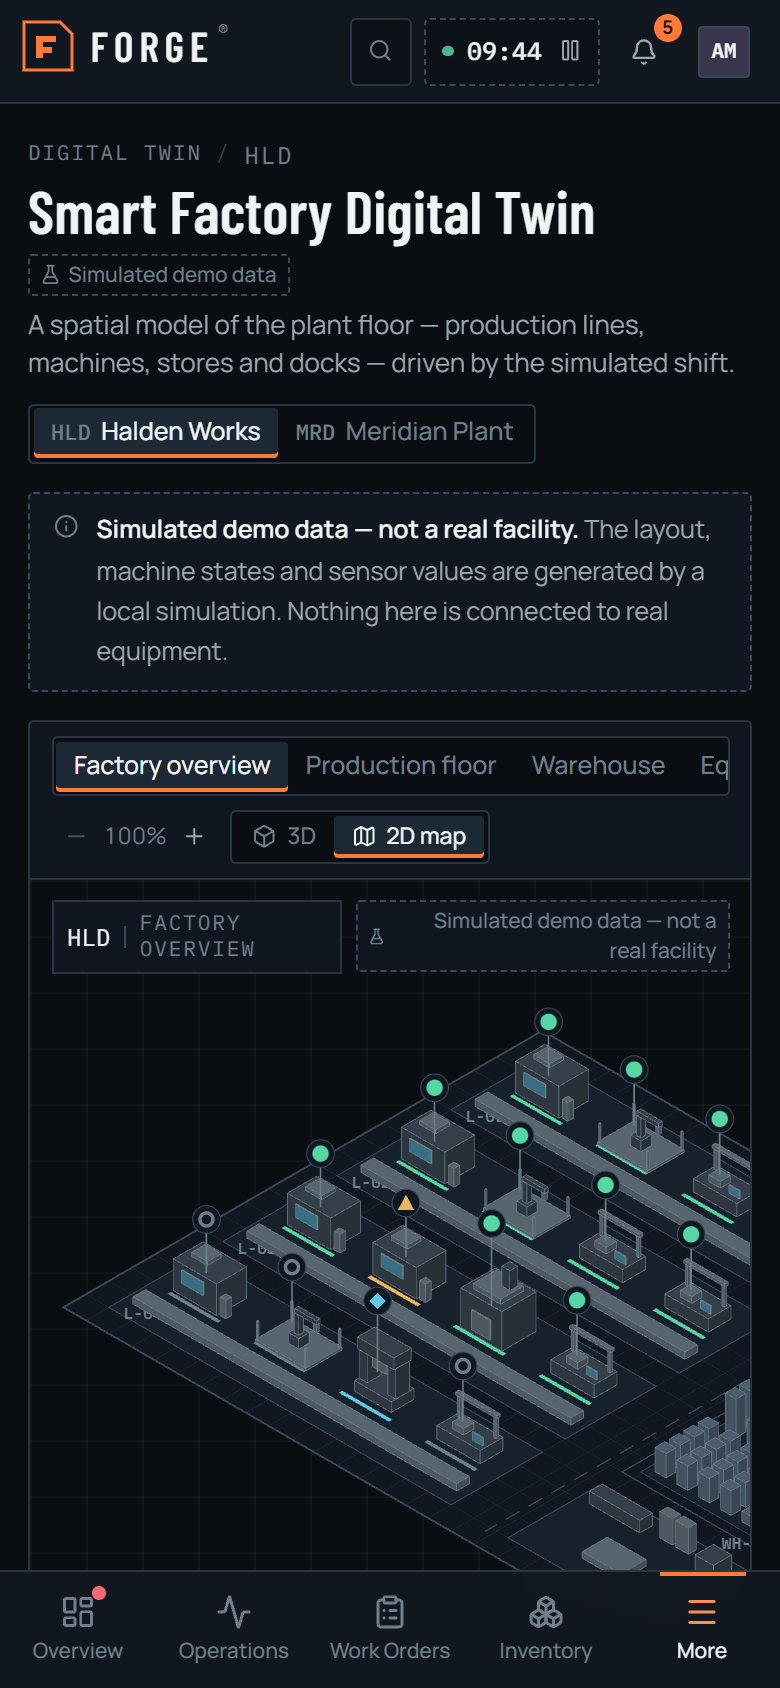 FORGE®
09:44
5
AM
DIGITAL TWIN / HLD
Smart Factory Digital Twin
Simulated demo data
A spatial model of the plant floor — production lines,
machines, stores and docks — driven by the simulated shift.
HLD Halden Works
MRD Meridian Plant
Simulated demo data — not a real facility. The layout,
machine states and sensor values are generated by a
local simulation. Nothing here is connected to real
equipment.
Factory overview
Production floor
Warehouse
Eq
100%
3D
2D map
HLD
FACTORY
OVERVIEW
Simulated demo data — not a
real facility
WH-
Overview
Operations
Work Orders
Inventory
More